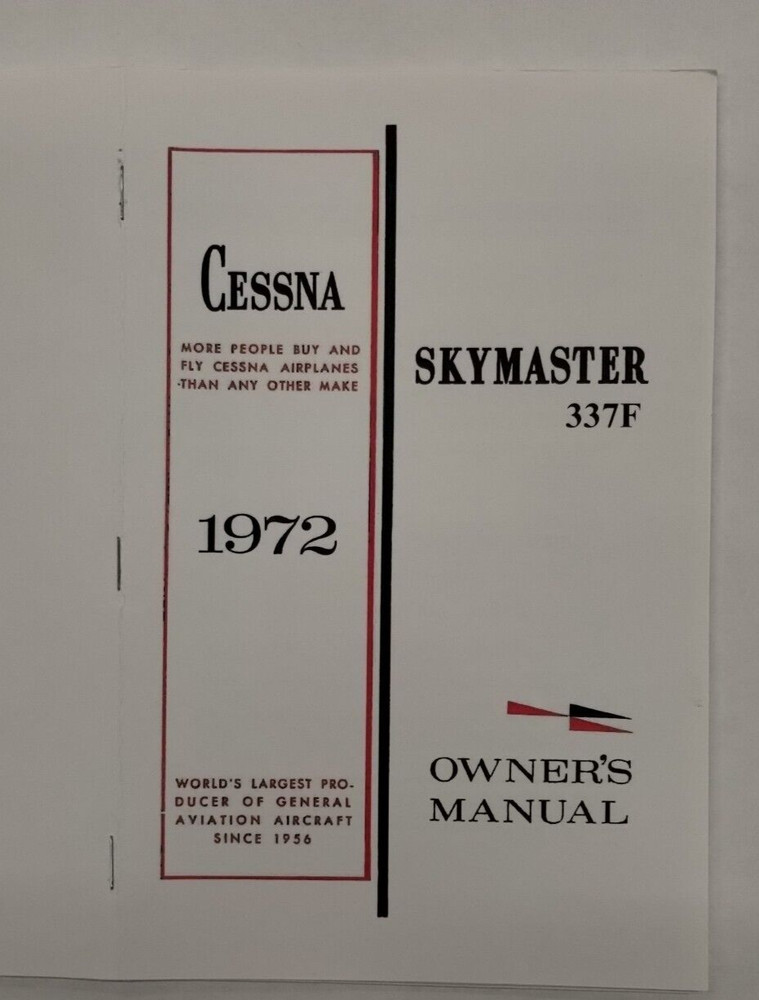 CESSNA
MORE PEOPLE BUY AND
FLY CESSNA AIRPLANES
THAN ANY OTHER MAKE
1972
WORLD'S LARGEST PRO-
DUCER OF GENERAL
AVIATION AIRCRAFT
SINCE 1956
SKYMASTER
337F
OWNER'S
MANUAL